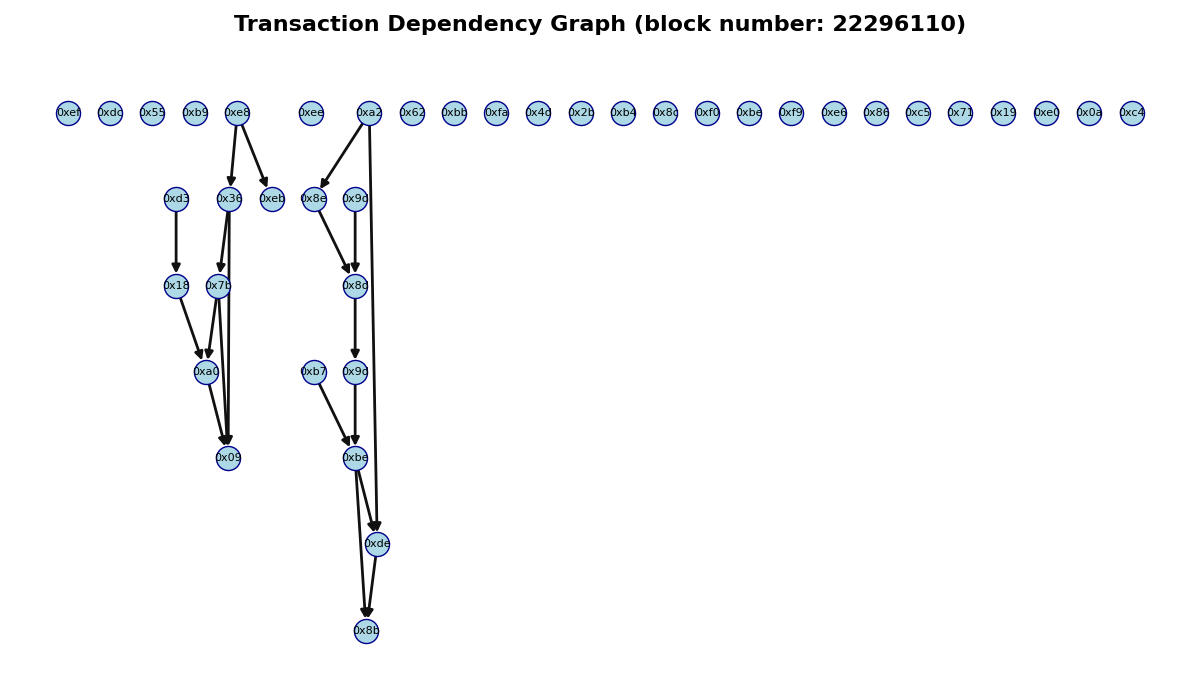 Transaction Dependency Graph (block number: 22296110)
0xef 0xdc 0x55 0xb9 0xe8 0xee 0xa2 0x62 0xbb 0xfa 0x4d 0x2b 0xb4 0x8c 0xf0 0xbe 0xf9 0xe6 0x86 0xc5 0x71 0x19 0xe0 0x0a 0xc4
0xd3 0x36 0xeb 0x8e 0x9d
0x18 0x7b 0x8d
0xa0 0xb7 0x9d
0x09 0xbe
0xde
0x8b